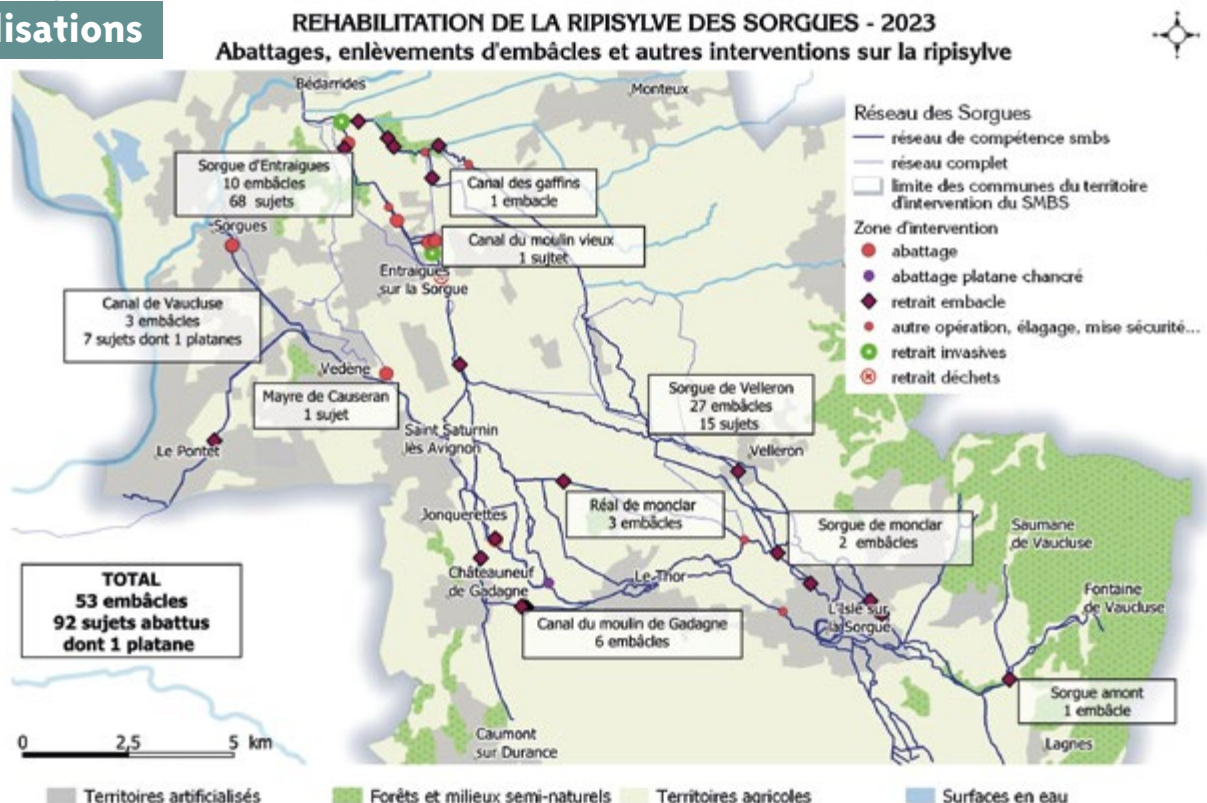 lisations
REHABILITATION DE LA RIPISYLVE DES SORGUES - 2023
Abattages, enlèvements d'embâcles et autres interventions sur la ripisylve
Bédarrides
Monteux
Réseau des Sorgues
réseau de compétence smbs
réseau complet
limite des communes du territoire
d'intervention du SMBS
Zone d'intervention
abattage
abattage platane chancré
retrait embacle
autre opération, élagage, mise sécurité...
retrait invasives
retrait déchets
Sorgue d'Entraigues
10 embâcles
68 sujets
Canal des gaffins
1 embacle
Sorgues
Canal du moulin vieux
1 sujtet
Entraigues
sur la Sorgue
Canal de Vaucluse
3 embâcles
7 sujets dont 1 platanes
Vedène
Mayre de Causeran
1 sujet
Sorgue de Velleron
27 embâcles
15 sujets
Saint Saturnin
lès Avignon
Le Pontet
Velleron
Réal de monclar
3 embâcles
Jonquerettes
Sorgue de monclar
2 embâcles
Saumane
de Vaucluse
Châteauneuf
de Gadagne
Le Thor
Fontaine
de Vaucluse
TOTAL
53 embâcles
92 sujets abattus
dont 1 platane
L'Isle sur
la Sorgue
Canal du moulin de Gadagne
6 embâcles
Sorgue amont
1 embâcle
Caumont
sur Durance
Lagnes
0 2,5 5 km
Territoires artificialisés
Forêts et milieux semi-naturels
Territoires agricoles
Surfaces en eau